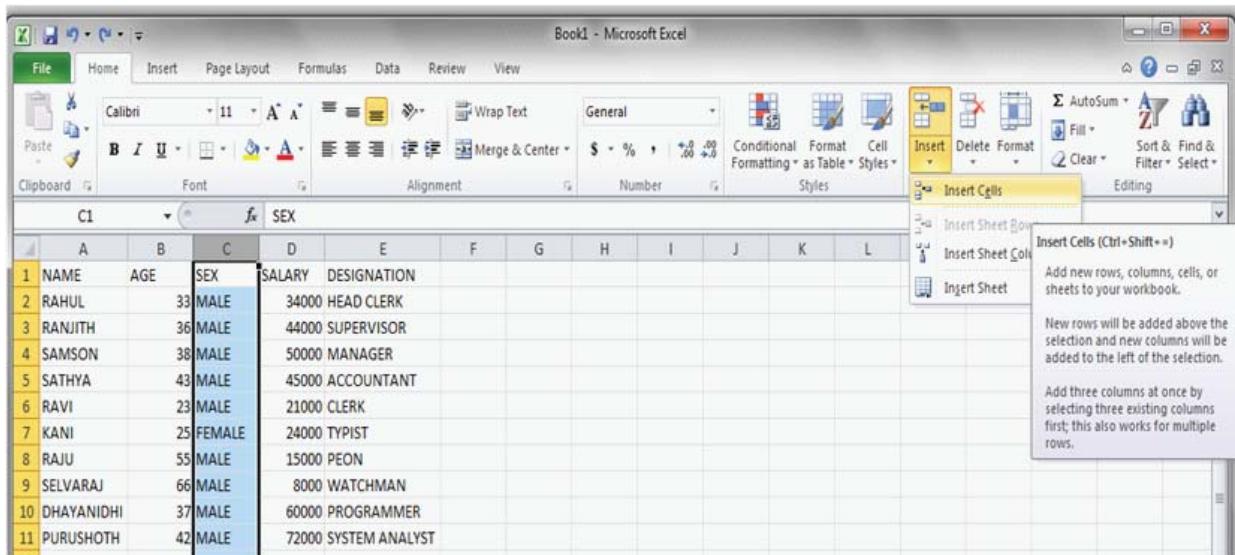 Book1 - Microsoft Excel
File Home Insert Page Layout Formulas Data Review View
Paste
Clipboard
Calibri 11 A A
B I U A
Font
Wrap Text
Merge & Center
Alignment
General
$ % , .0 .00 .00 .0
Number
Conditional Formatting
Format as Table
Cell Styles
Styles
Insert Delete Format
Σ AutoSum
Fill
Clear
Sort & Filter
Find & Select
Editing
Insert Cells
Insert Sheet
Insert Sheet
Insert Sheet
Insert Cells (Ctrl+Shift+=)
Add new rows, columns, cells, or
sheets to your workbook.
New rows will be added above the
selection and new columns will be
added to the left of the selection.
Add three columns at once by
selecting three existing columns
first; this also works for multiple
rows.
C1 fx SEX
A B C D E F G H I J K L
1 NAME AGE SEX SALARY DESIGNATION
2 RAHUL 33 MALE 34000 HEAD CLERK
3 RANJITH 36 MALE 44000 SUPERVISOR
4 SAMSON 38 MALE 50000 MANAGER
5 SATHYA 43 MALE 45000 ACCOUNTANT
6 RAVI 23 MALE 21000 CLERK
7 KANI 25 FEMALE 24000 TYPIST
8 RAJU 55 MALE 15000 PEON
9 SELVARAJ 66 MALE 8000 WATCHMAN
10 DHAYANIDHI 37 MALE 60000 PROGRAMMER
11 PURUSHOTH 42 MALE 72000 SYSTEM ANALYST